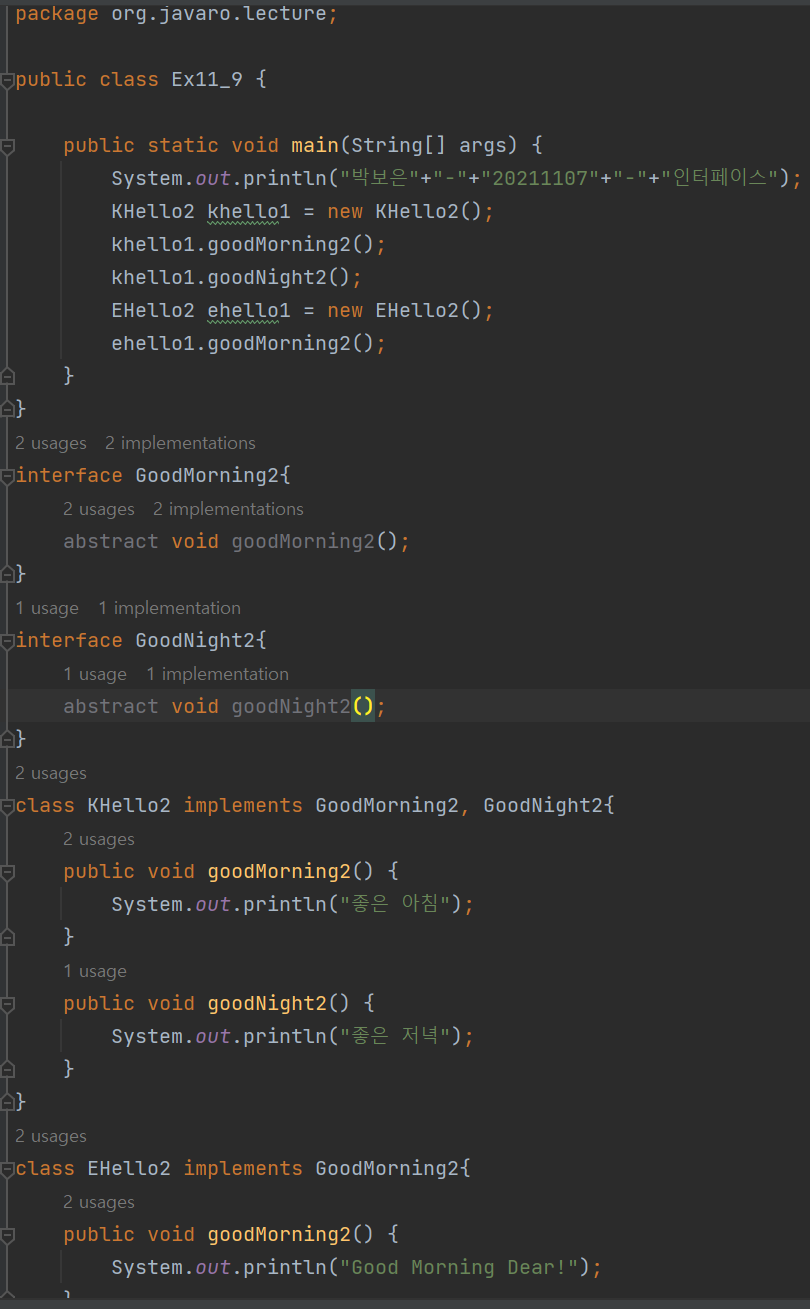 package org.javaro.lecture;
public class Ex11_9 {
public static void main(String[] args) {
System.out.println("박보은"+"-"+"20211107"+"-"+"인터페이스");
KHello2 khello1 = new KHello2();
khello1.goodMorning2();
khello1.goodNight2();
EHello2 ehello1 = new EHello2();
ehello1.goodMorning2();
}
}
2 usages 2 implementations
interface GoodMorning2{
2 usages 2 implementations
abstract void goodMorning2();
}
1 usage 1 implementation
interface GoodNight2{
1 usage 1 implementation
abstract void goodNight2();
}
2 usages
class KHello2 implements GoodMorning2, GoodNight2{
2 usages
public void goodMorning2() {
System.out.println("좋은 아침");
}
1 usage
public void goodNight2() {
System.out.println("좋은 저녁");
}
}
2 usages
class EHello2 implements GoodMorning2{
2 usages
public void goodMorning2() {
System.out.println("Good Morning Dear!");
}